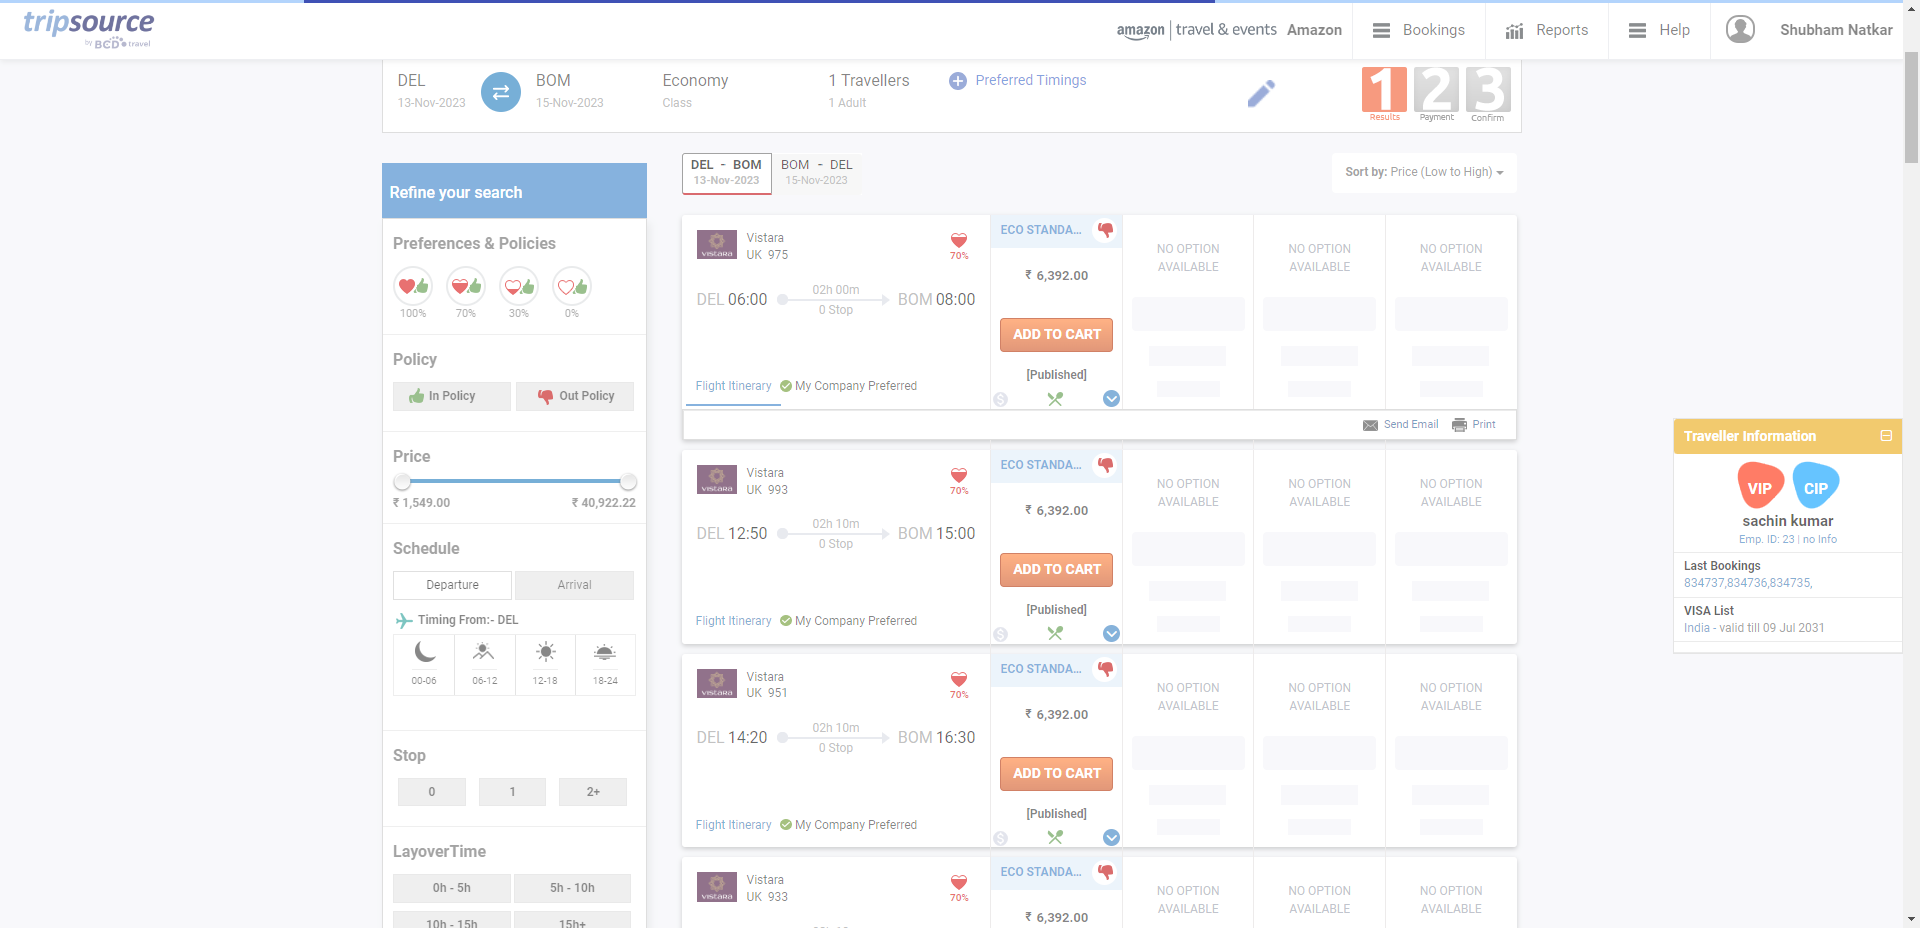 tripsource
by BCD travel
amazon | travel & events Amazon
Bookings
Reports
Help
Shubham Natkar
DEL
13-Nov-2023
BOM
15-Nov-2023
Economy
Class
1 Travellers
1 Adult
Preferred Timings
1 2 3
Results Payment Confirm
DEL - BOM
13-Nov-2023
BOM - DEL
15-Nov-2023
Sort by: Price (Low to High)
Refine your search
Preferences & Policies
100% 70% 30% 0%
Policy
In Policy Out Policy
Price
₹ 1,549.00 ₹ 40,922.22
Schedule
Departure Arrival
Timing From:- DEL
00-06 06-12 12-18 18-24
Stop
0 1 2+
LayoverTime
0h - 5h 5h - 10h
10h - 15h 15h+
VISTARA
Vistara
UK 975
70%
DEL 06:00
02h 00m
0 Stop
BOM 08:00
Flight Itinerary
My Company Preferred
ECO STANDA...
₹ 6,392.00
ADD TO CART
[Published]
NO OPTION
AVAILABLE
NO OPTION
AVAILABLE
NO OPTION
AVAILABLE
Send Email Print
VISTARA
Vistara
UK 993
70%
DEL 12:50
02h 10m
0 Stop
BOM 15:00
Flight Itinerary
My Company Preferred
ECO STANDA...
₹ 6,392.00
ADD TO CART
[Published]
NO OPTION
AVAILABLE
NO OPTION
AVAILABLE
NO OPTION
AVAILABLE
VISTARA
Vistara
UK 951
70%
DEL 14:20
02h 10m
0 Stop
BOM 16:30
Flight Itinerary
My Company Preferred
ECO STANDA...
₹ 6,392.00
ADD TO CART
[Published]
NO OPTION
AVAILABLE
NO OPTION
AVAILABLE
NO OPTION
AVAILABLE
VISTARA
Vistara
UK 933
70%
ECO STANDA...
₹ 6,392.00
NO OPTION
AVAILABLE
NO OPTION
AVAILABLE
NO OPTION
AVAILABLE
Traveller Information
VIP CIP
sachin kumar
Emp. ID: 23 | no info
Last Bookings
834737,834736,834735,
VISA List
India - valid till 09 Jul 2031